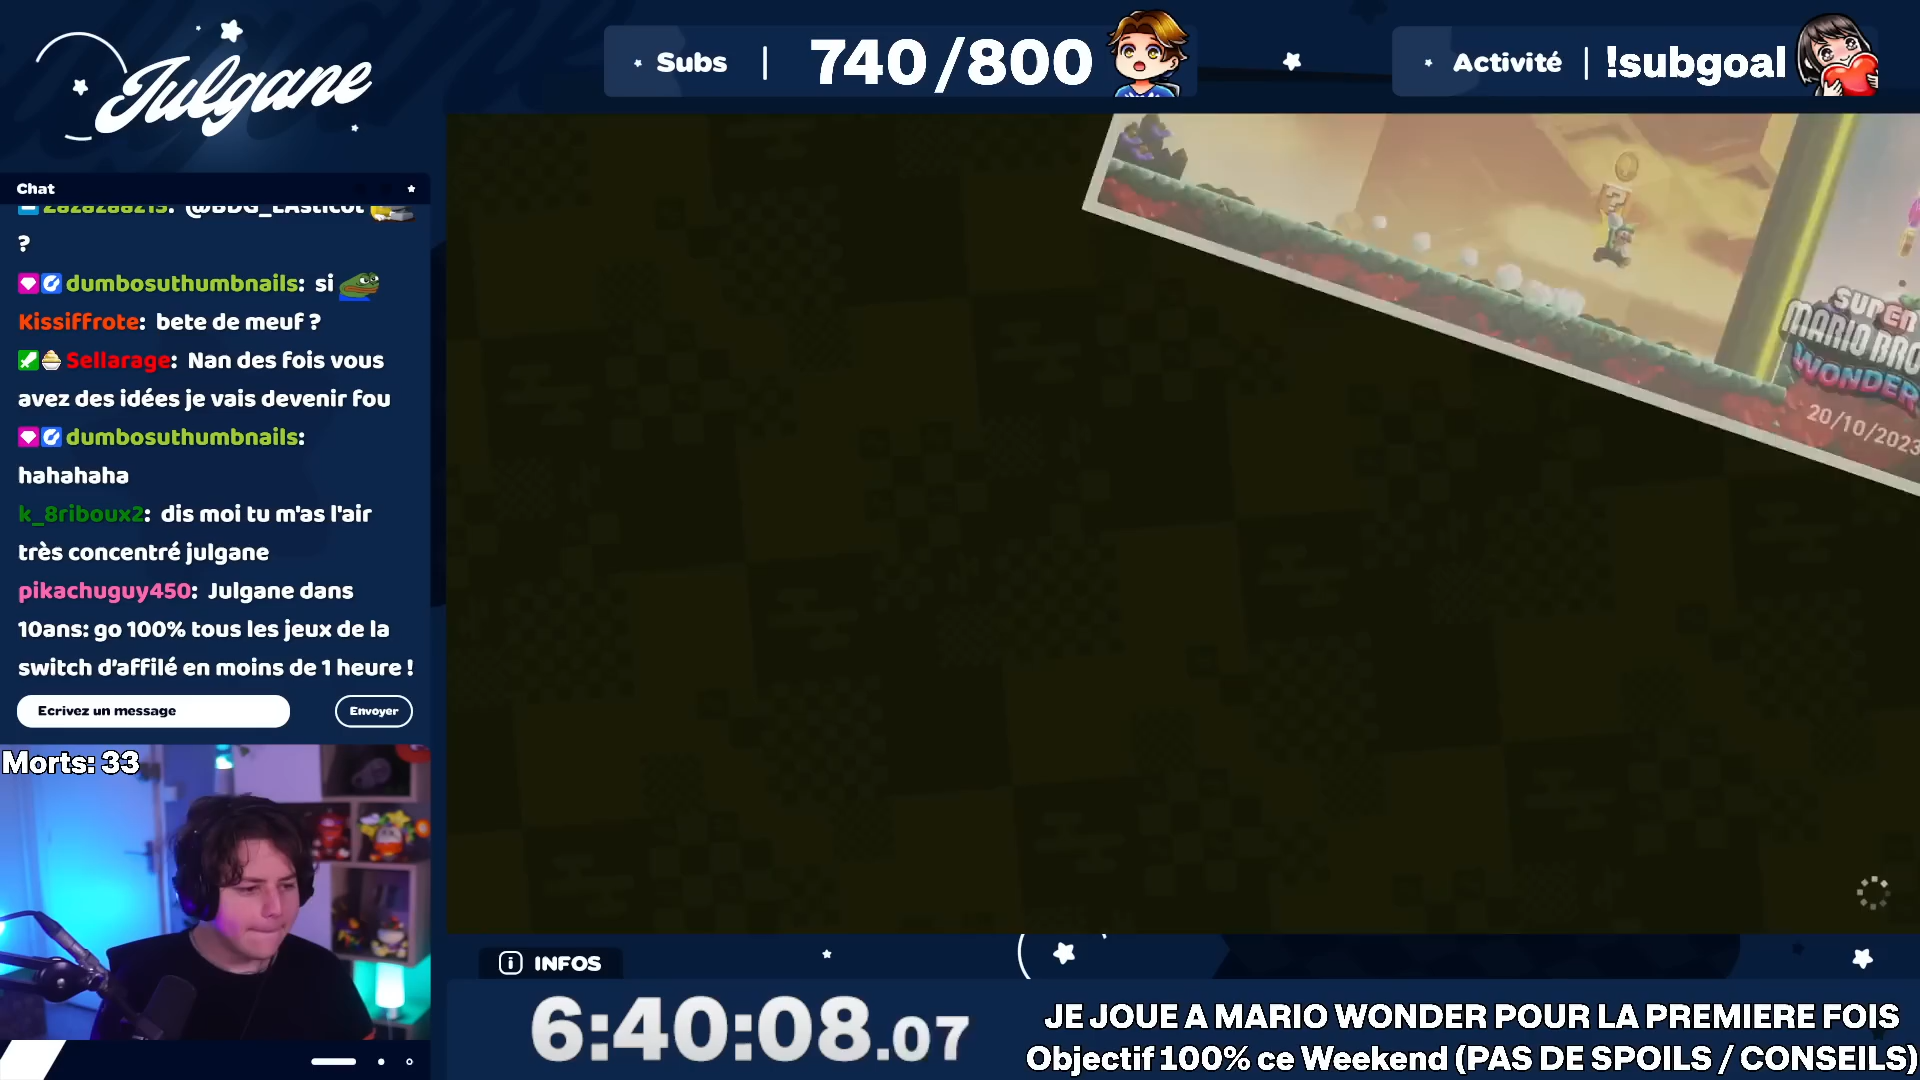 Julgane
Subs | 740/800
Activité | !subgoal
Chat
?
dumbosuthumbnails: si
Kissiffrote: bete de meuf ?
Sellarage: Nan des fois vous
avez des idées je vais devenir fou
dumbosuthumbnails:
hahahaha
k_8riboux2: dis moi tu m'as l'air
très concentré julgane
pikachuguy450: Julgane dans
10ans: go 100% tous les jeux de la
switch d'affilé en moins de 1 heure !
Ecrivez un message
Envoyer
Morts: 33
SUPER
MARIO BRO
WONDER
20/10/2023
INFOS
6:40:08.07
JE JOUE A MARIO WONDER POUR LA PREMIERE FOIS
Objectif 100% ce Weekend (PAS DE SPOILS / CONSEILS)